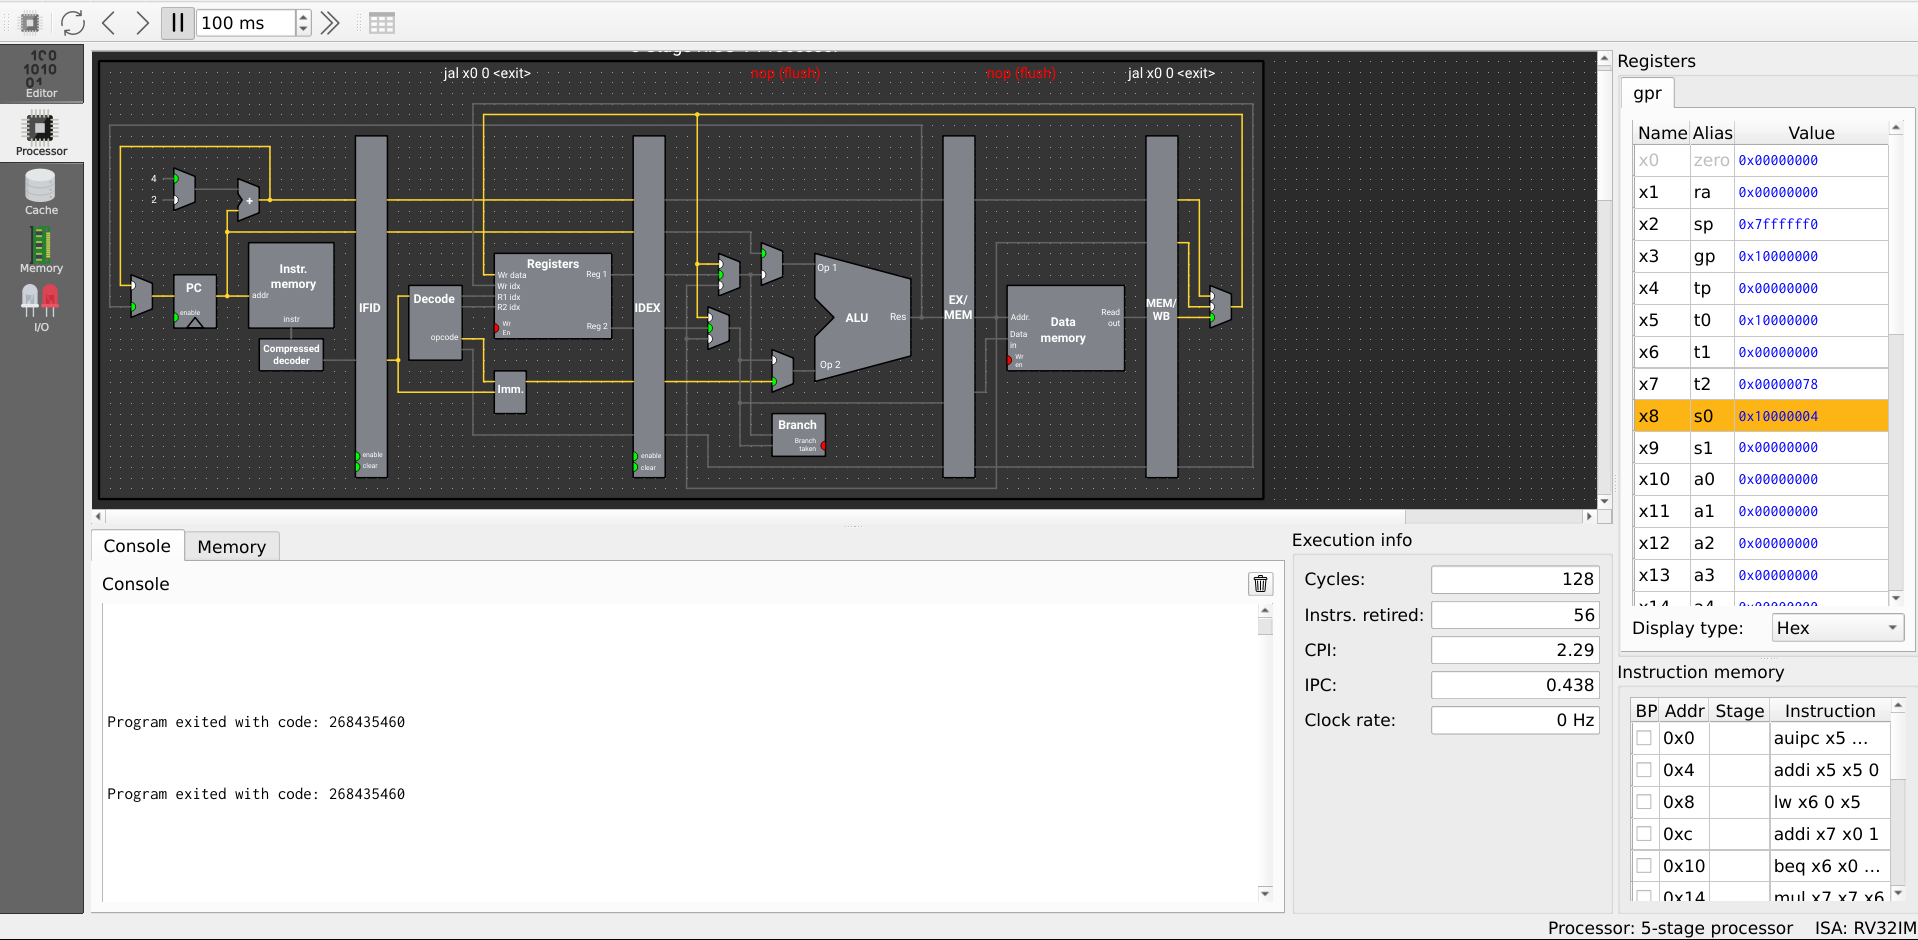 100 ms
Editor
Processor
Cache
Memory
I/O
jal x0 0 <exit>
nop (flush)
nop (flush)
jal x0 0 <exit>
4
2
+
PC
enable
Instr.
memory
addr
instr
Compressed
decoder
IFID
enable
clear
Decode
opcode
Registers
Wr data
Wr idx
R1 idx
R2 idx
Wr
En
Reg 1
Reg 2
Imm.
IDEX
enable
clear
Op 1
ALU
Res
Op 2
Branch
Branch
taken
EX/
MEM
Addr.
Data
in
Wr
en
Data
memory
Read
out
MEM/
WB
Console
Memory
Console
Program exited with code: 268435460
Program exited with code: 268435460
Execution info
Cycles: 128
Instrs. retired: 56
CPI: 2.29
IPC: 0.438
Clock rate: 0 Hz
Registers
gpr
Name Alias Value
x0 zero 0x00000000
x1 ra 0x00000000
x2 sp 0x7ffffff0
x3 gp 0x10000000
x4 tp 0x00000000
x5 t0 0x10000000
x6 t1 0x00000000
x7 t2 0x00000078
x8 s0 0x10000004
x9 s1 0x00000000
x10 a0 0x00000000
x11 a1 0x00000000
x12 a2 0x00000000
x13 a3 0x00000000
x14 a4 0x00000000
Display type: Hex
Instruction memory
BP Addr Stage Instruction
0x0 auipc x5 ...
0x4 addi x5 x5 0
0x8 lw x6 0 x5
0xc addi x7 x0 1
0x10 beq x6 x0 ...
0x14 mul x7 x7 x6
Processor: 5-stage processor ISA: RV32IM